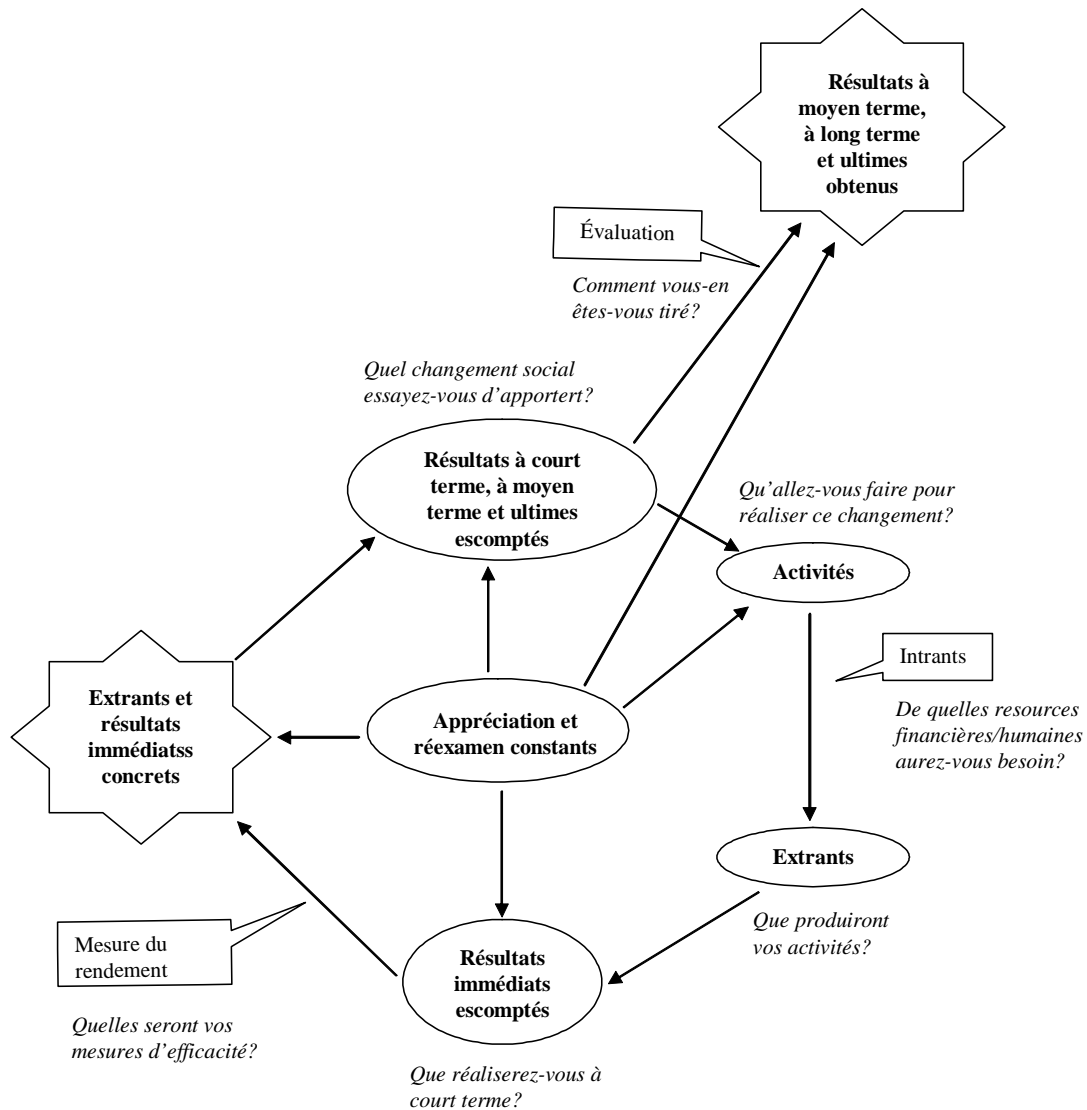 Résultats à
moyen terme,
à long terme
et ultimes
obtenus
Évaluation
Comment vous-en
êtes-vous tiré?
Quel changement social
essayez-vous d'apportert?
Résultats à court
terme, à moyen
terme et ultimes
escomptés
Qu'allez-vous faire pour
réaliser ce changement?
Activités
Intrants
De quelles resources
financières/humaines
aurez-vous besoin?
Extrants et
résultats
immédiatss
concrets
Appréciation et
réexamen constants
Extrants
Que produiront
vos activités?
Mesure du
rendement
Quelles seront vos
mesures d'efficacité?
Résultats
immédiats
escomptés
Que réaliserez-vous à
court terme?